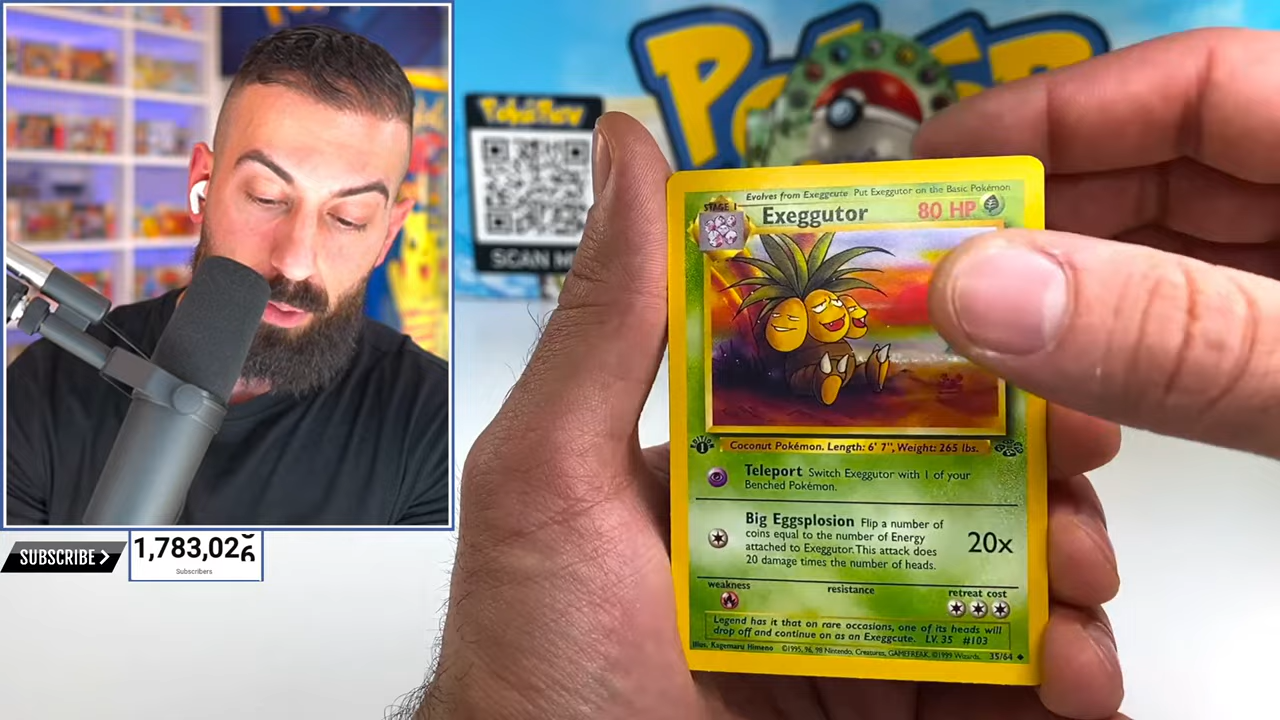 PokéRev
SCAN
SUBSCRIBE >
1,783,026
Subscribers
Evolves from Exeggcute Put Exeggutor on the Basic Pokémon
STAGE 1
Exeggutor 80 HP
EDITION
1
Coconut Pokémon. Length: 6' 7", Weight: 265 lbs.
Teleport Switch Exeggutor with 1 of your
Benched Pokémon.
Big Eggsplosion Flip a number of
coins equal to the number of Energy
attached to Exeggutor. This attack does
20 damage times the number of heads.
20x
weakness resistance retreat cost
Legend has it that on rare occasions, one of its heads will
drop off and continue on as an Exeggcute. LV. 35 #103
Illus. Kagemaru Himeno ©1995, 96, 98 Nintendo, Creatures, GAMEFREAK. ©1999 Wizards. 35/64